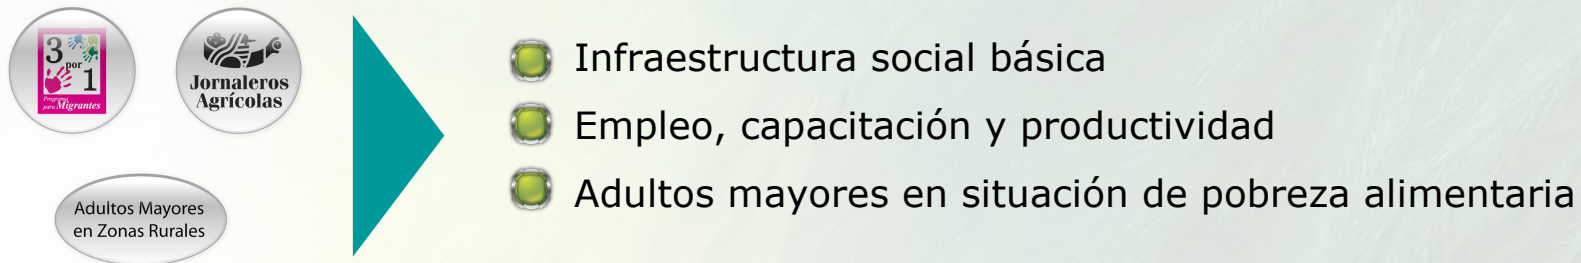 3
por
1
Programa
para Migrantes
Jornaleros
Agrícolas
Adultos Mayores
en Zonas Rurales
Infraestructura social básica
Empleo, capacitación y productividad
Adultos mayores en situación de pobreza alimentaria